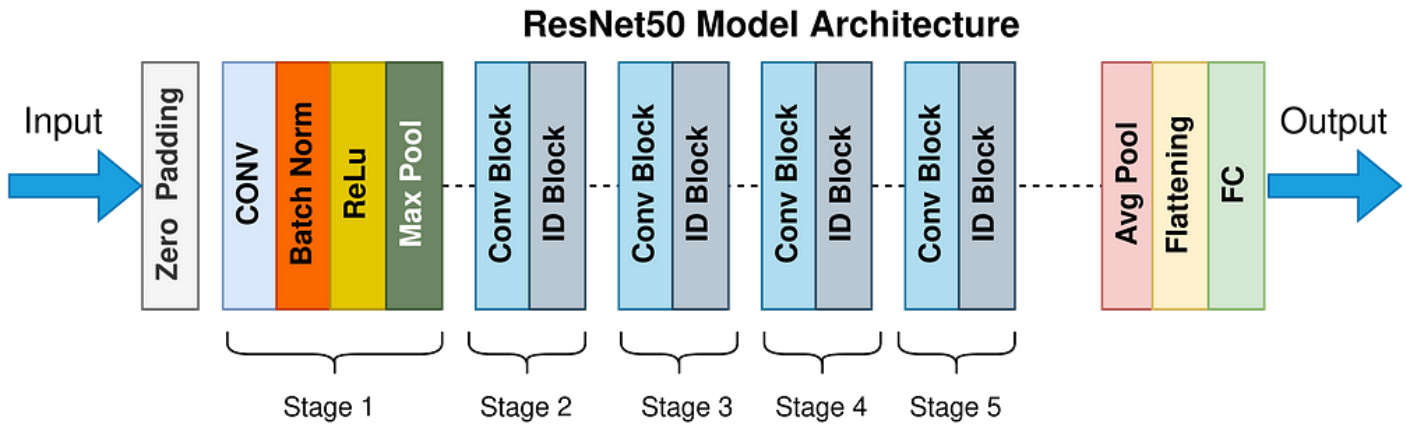 ResNet50 Model Architecture
Input
Zero Padding
CONV
Batch Norm
ReLu
Max Pool
Conv Block
ID Block
Conv Block
ID Block
Conv Block
ID Block
Conv Block
ID Block
Avg Pool
Flattening
FC
Output
Stage 1
Stage 2
Stage 3
Stage 4
Stage 5